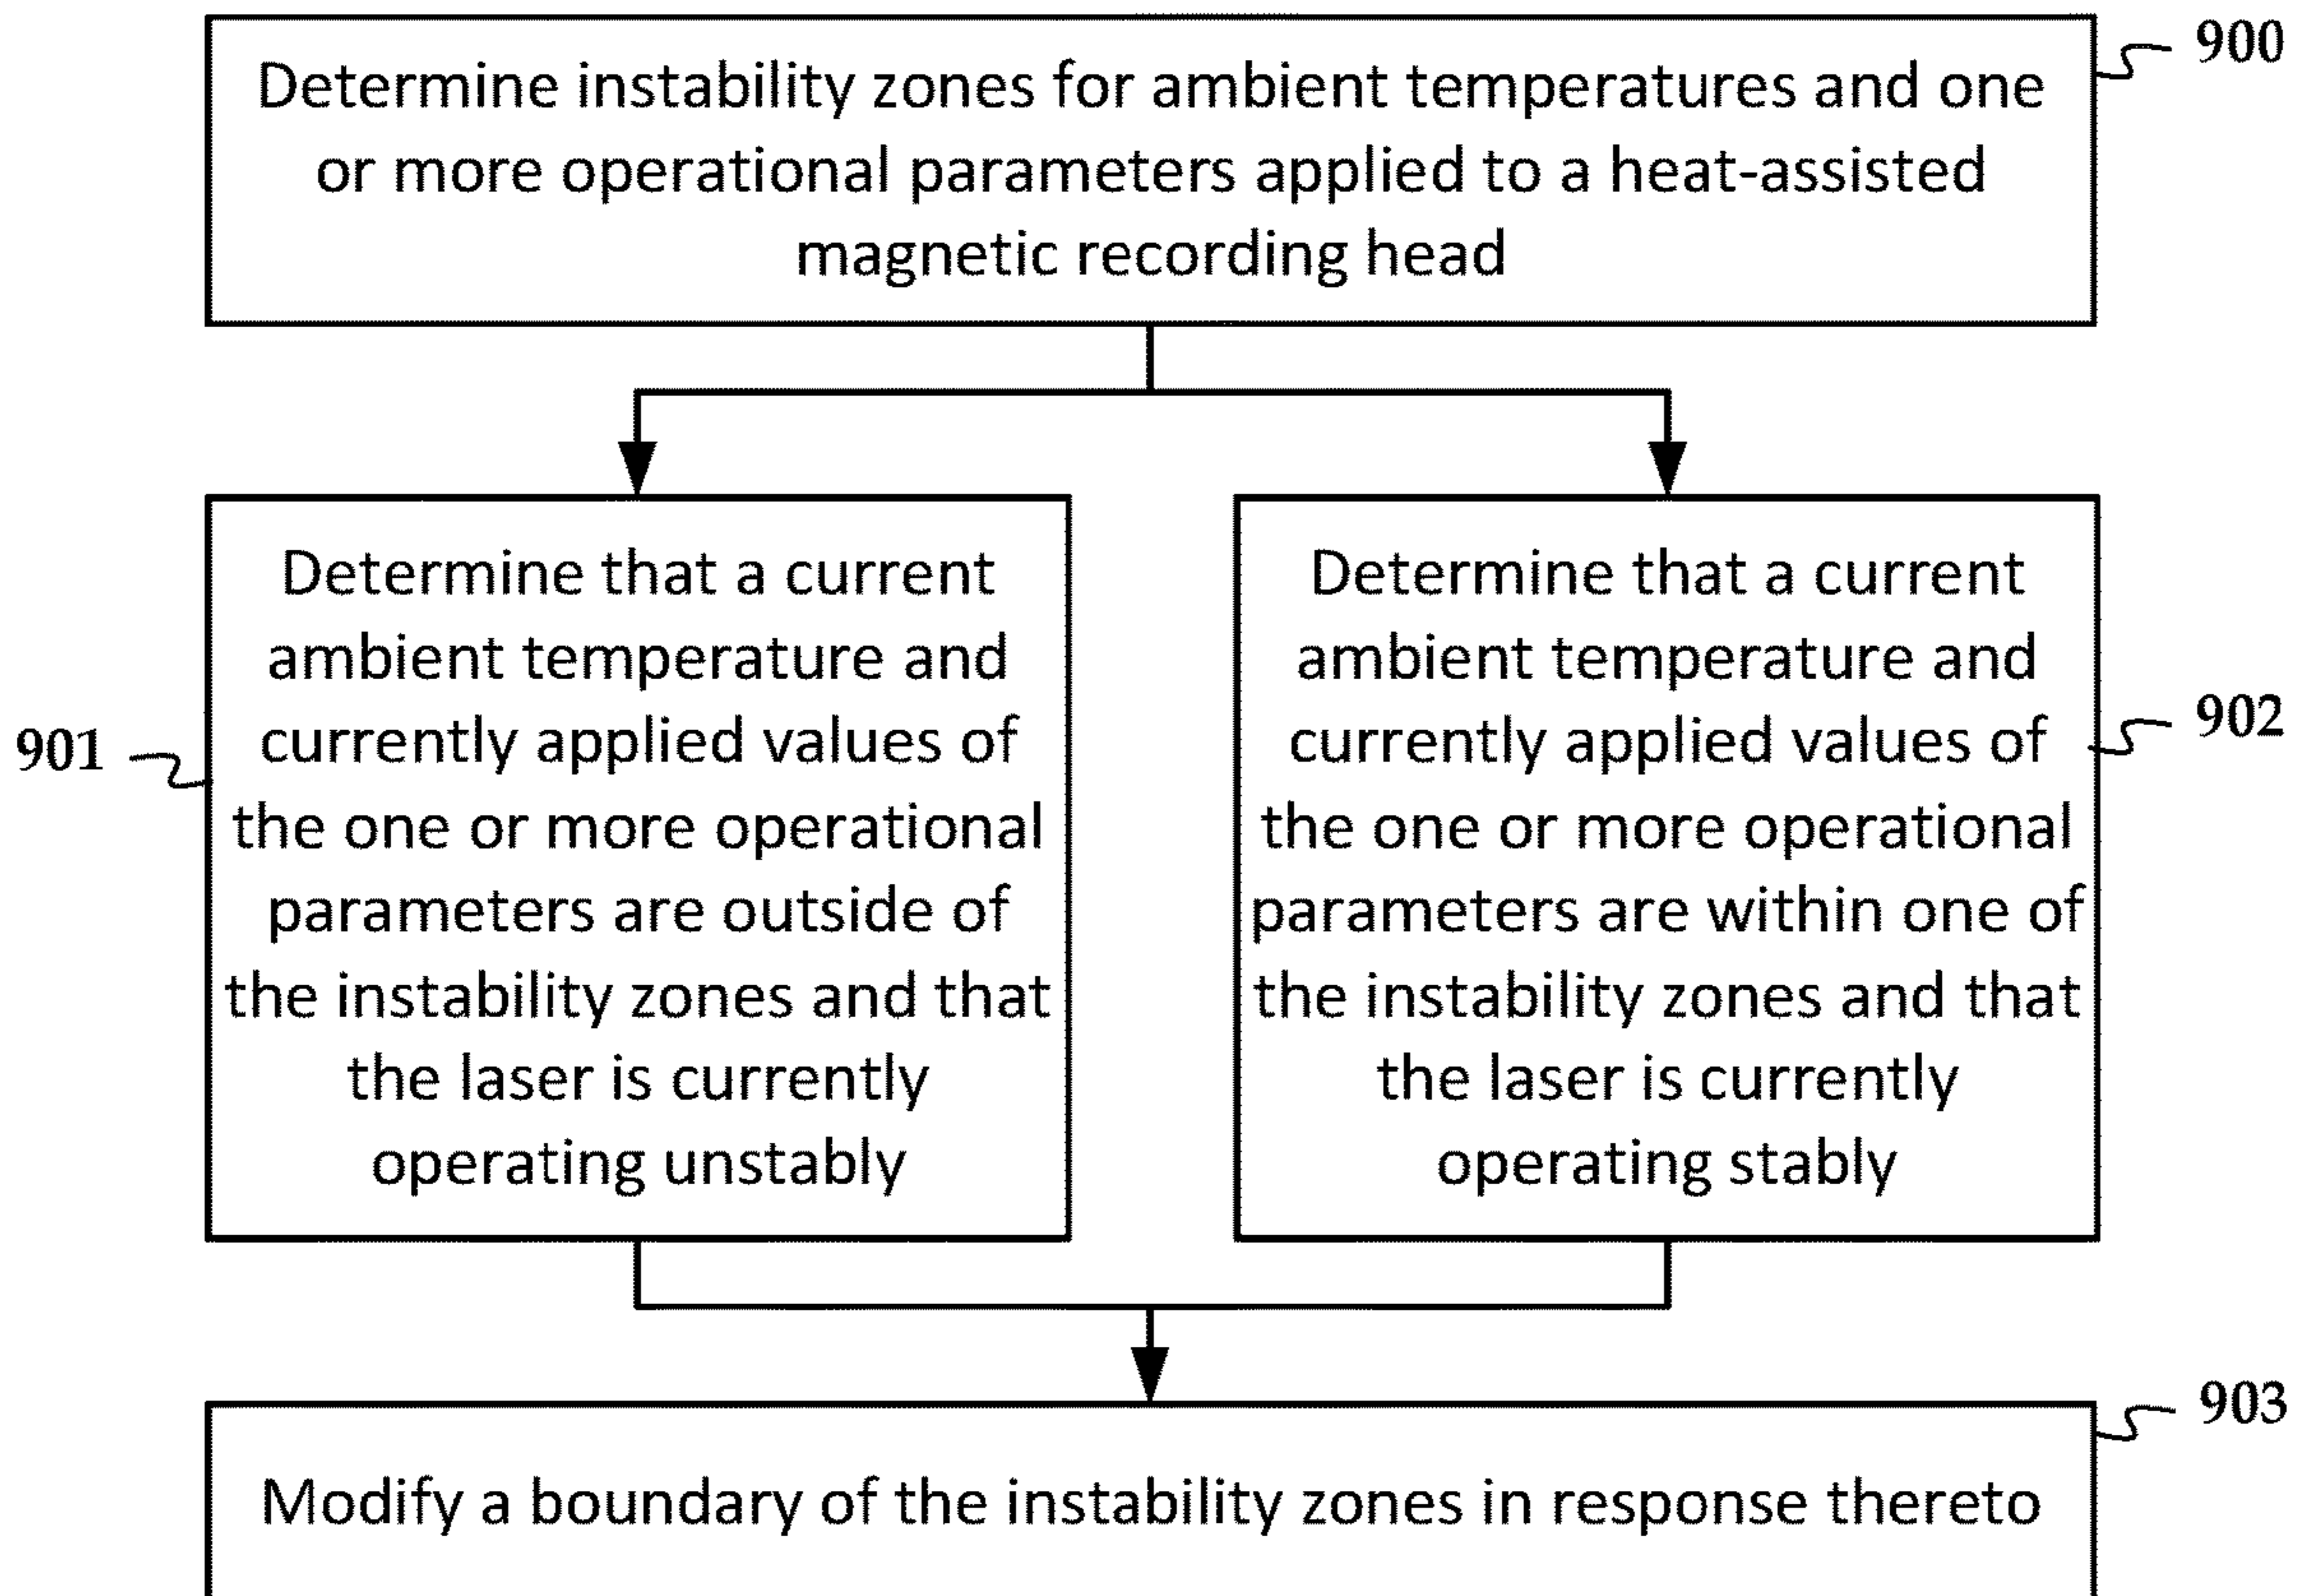 900
Determine instability zones for ambient temperatures and one
or more operational parameters applied to a heat-assisted
magnetic recording head
901
Determine that a current
ambient temperature and
currently applied values of
the one or more operational
parameters are outside of
the instability zones and that
the laser is currently
operating unstably
902
Determine that a current
ambient temperature and
currently applied values of
the one or more operational
parameters are within one of
the instability zones and that
the laser is currently
operating stably
903
Modify a boundary of the instability zones in response thereto